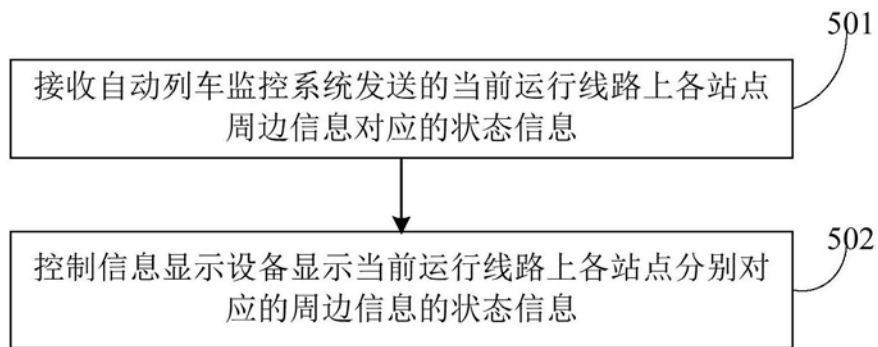 501
接收自动列车监控系统发送的当前运行线路上各站点
周边信息对应的状态信息
502
控制信息显示设备显示当前运行线路上各站点分别对
应的周边信息的状态信息